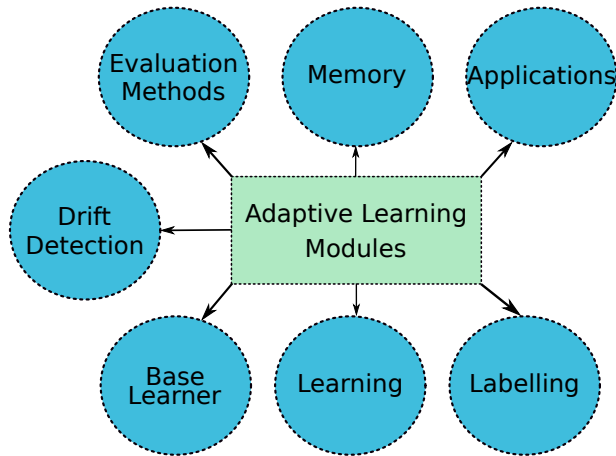 Evaluation
Methods
Memory
Applications
Drift
Detection
Adaptive Learning
Modules
Base
Learner
Learning
Labelling